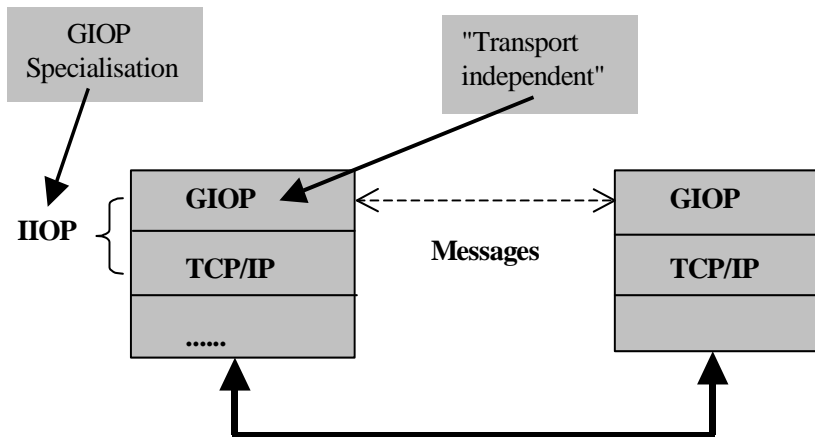 GIOP
Specialisation
"Transport
independent"
GIOP
GIOP
IIOP
Messages
TCP/IP
TCP/IP
......